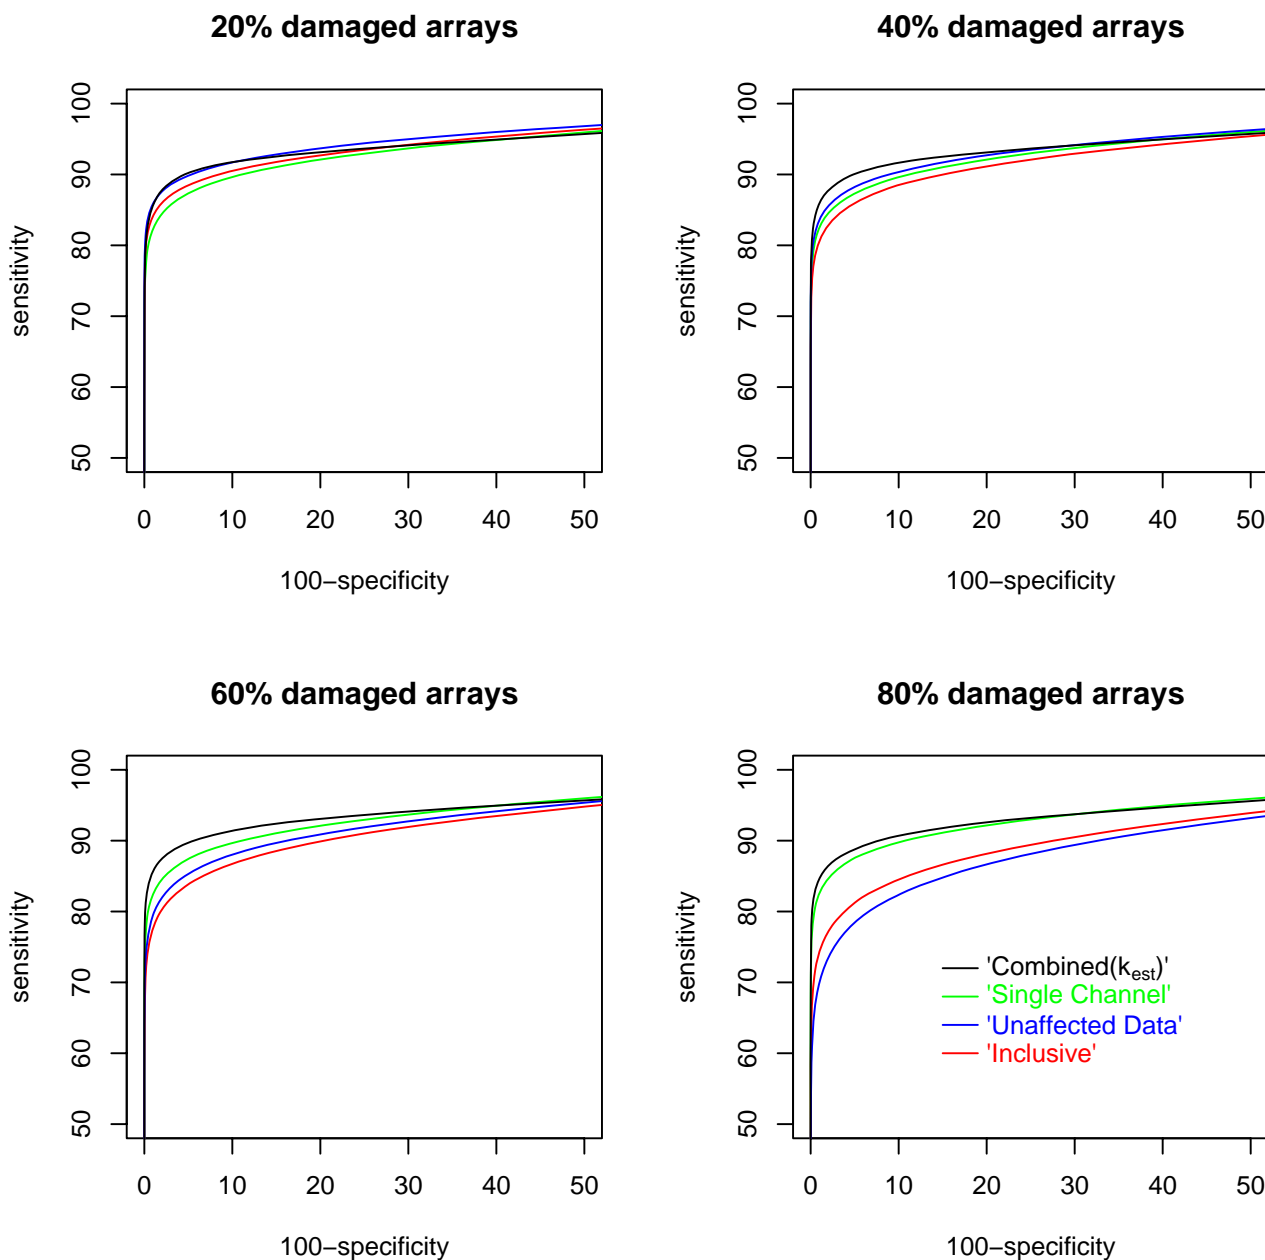 20% damaged arrays
sensitivity
50 60 70 80 90 100
0 10 20 30 40 50
100−specificity
40% damaged arrays
sensitivity
50 60 70 80 90 100
0 10 20 30 40 50
100−specificity
60% damaged arrays
sensitivity
50 60 70 80 90 100
0 10 20 30 40 50
100−specificity
80% damaged arrays
sensitivity
50 60 70 80 90 100
'Combined(kest)'
'Single Channel'
'Unaffected Data'
'Inclusive'
0 10 20 30 40 50
100−specificity